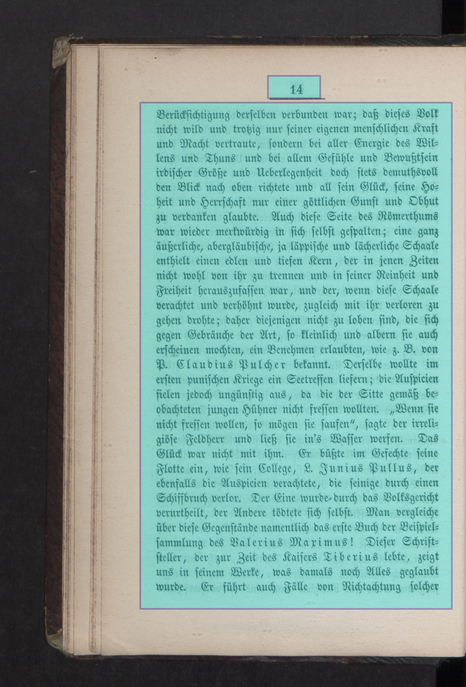 14
Berücksichtigung derselben verbunden war; daß dieses Volk
nicht wild und trotzig nur seiner eigenen menschlichen Kraft
und Macht vertraute, sondern bei aller Energie des Wil-
lens und Thuns und bei allem Gefühle und Bewußtsein
irdischer Größe und Ueberlegenheit doch stets demuthsvoll
den Blick nach oben richtete und all sein Glück, seine Ho-
heit und Herrschaft nur einer göttlichen Gunst und Obhut
zu verdanken glaubte. Auch diese Seite des Römerthums
war wieder merkwürdig in sich selbst gespalten; eine ganz
äußerliche, abergläubische, ja läppische und lächerliche Schaale
enthielt einen edlen und tiefen Kern, der in jenen Zeiten
nicht wohl von ihr zu trennen und in seiner Reinheit und
Freiheit herauszufassen war, und der, wenn diese Schaale
verachtet und verhöhnt wurde, zugleich mit ihr verloren zu
gehen drohte; daher diejenigen nicht zu loben sind, die sich
gegen Gebräuche der Art, so kleinlich und albern sie auch
erscheinen mochten, ein Benehmen erlaubten, wie z. B. von
P. Claudius Pulcher bekannt. Derselbe wollte im
ersten punischen Kriege ein Seetreffen liefern; die Auspicien
fielen jedoch ungünstig aus, da die der Sitte gemäß be-
obachteten jungen Hühner nicht fressen wollten. „Wenn sie
nicht fressen wollen, so mögen sie saufen“, sagte der irreli-
giöse Feldherr und ließ sie in's Wasser werfen. Das
Glück war nicht mit ihm. Er büßte im Gefechte seine
Flotte ein, wie sein College, L. Junius Pullus, der
ebenfalls die Auspicien verachtete, die seinige durch einen
Schiffbruch verlor. Der Eine wurde durch das Volksgericht
verurtheilt, der Andere tödtete sich selbst. Man vergleiche
über diese Gegenstände namentlich das erste Buch der Beispiel-
sammlung des Valerius Maximus! Dieser Schrift-
steller, der zur Zeit des Kaisers Tiberius lebte, zeigt
uns in seinem Werke, was damals noch Alles geglaubt
wurde. Er führt auch Fälle von Nichtachtung solcher